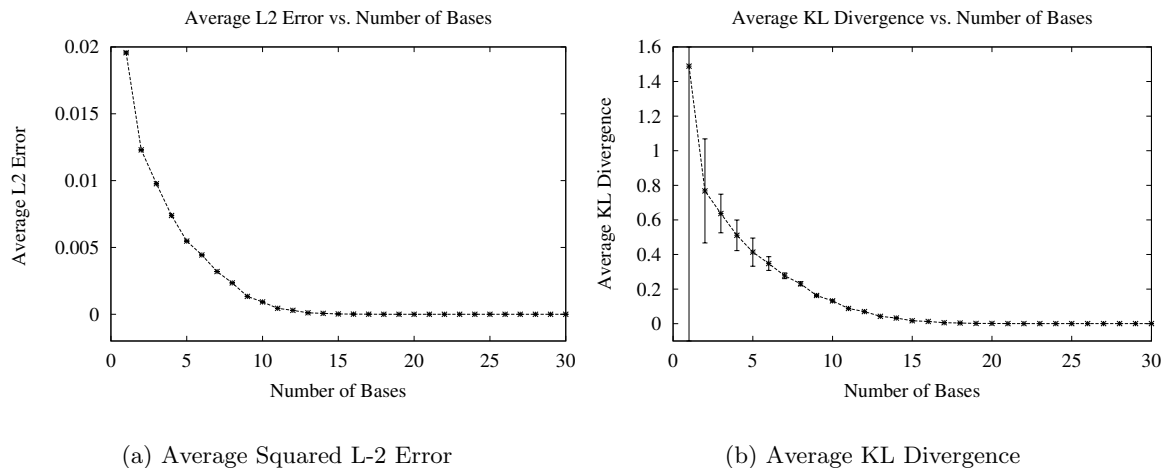 Average L2 Error vs. Number of Bases
0.02
0.015
0.01
0.005
0
Average L2 Error
0 5 10 15 20 25 30
Number of Bases
(a) Average Squared L-2 Error
Average KL Divergence vs. Number of Bases
1.6
1.4
1.2
1
0.8
0.6
0.4
0.2
0
Average KL Divergence
0 5 10 15 20 25 30
Number of Bases
(b) Average KL Divergence